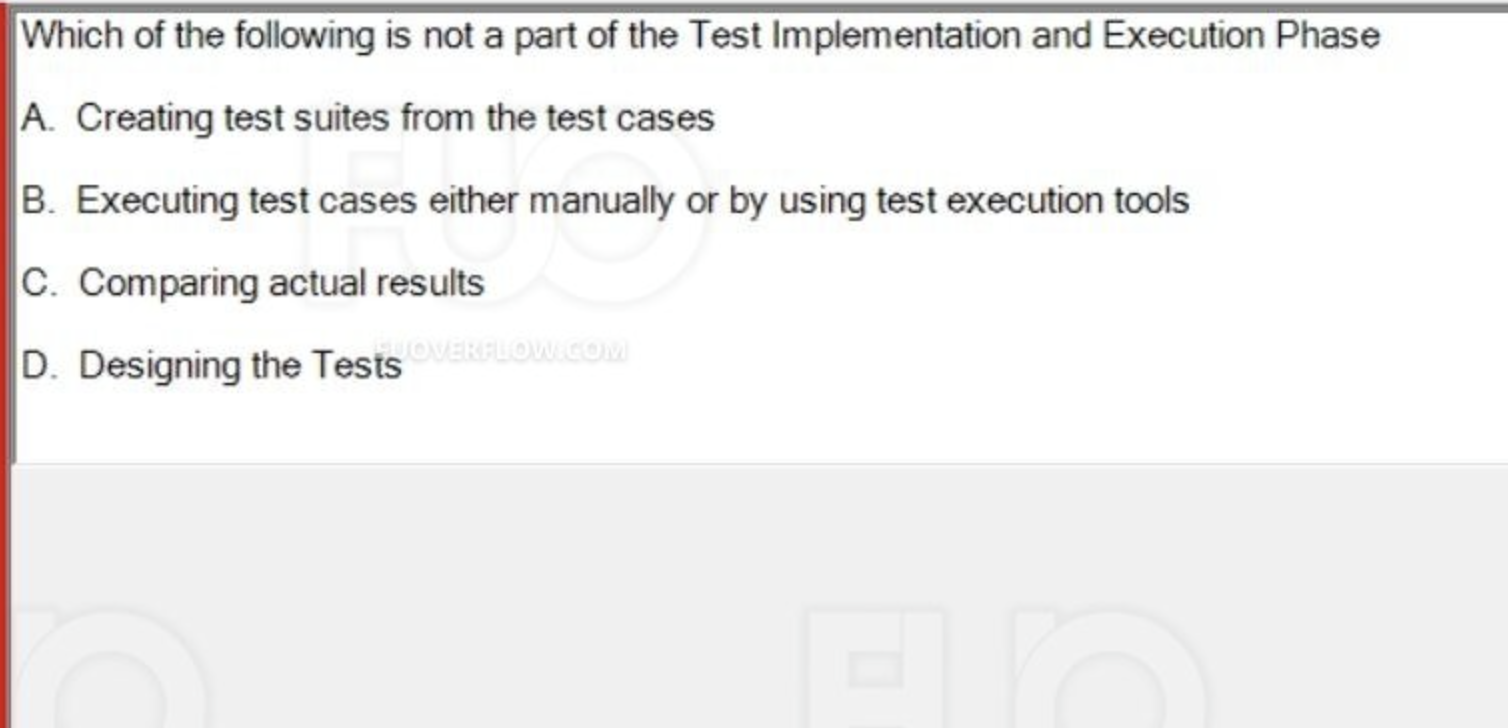 Which of the following is not a part of the Test Implementation and Execution Phase
A. Creating test suites from the test cases
B. Executing test cases either manually or by using test execution tools
C. Comparing actual results
FUOVERFLOW.COM
D. Designing the Tests